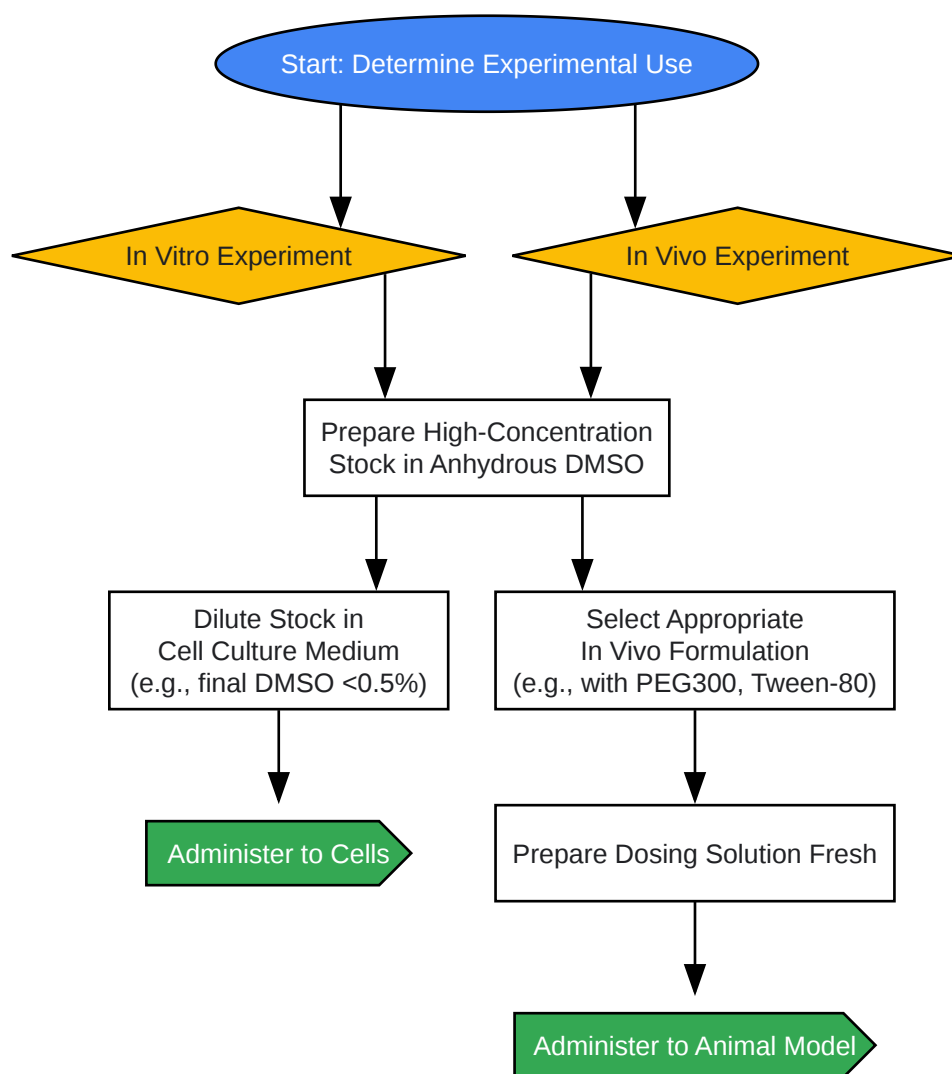 Start: Determine Experimental Use
In Vitro Experiment
In Vivo Experiment
Prepare High-Concentration
Stock in Anhydrous DMSO
Dilute Stock in
Cell Culture Medium
(e.g., final DMSO <0.5%)
Select Appropriate
In Vivo Formulation
(e.g., with PEG300, Tween-80)
Administer to Cells
Prepare Dosing Solution Fresh
Administer to Animal Model